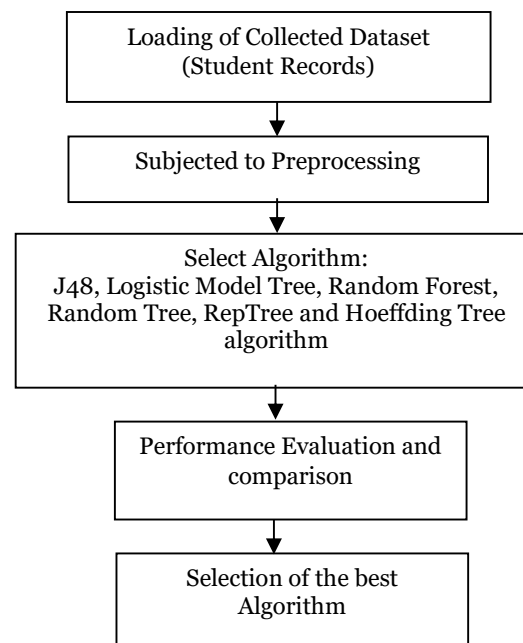 Loading of Collected Dataset
(Student Records)
Subjected to Preprocessing
Select Algorithm:
J48, Logistic Model Tree, Random Forest,
Random Tree, RepTree and Hoeffding Tree
algorithm
Performance Evaluation and
comparison
Selection of the best
Algorithm